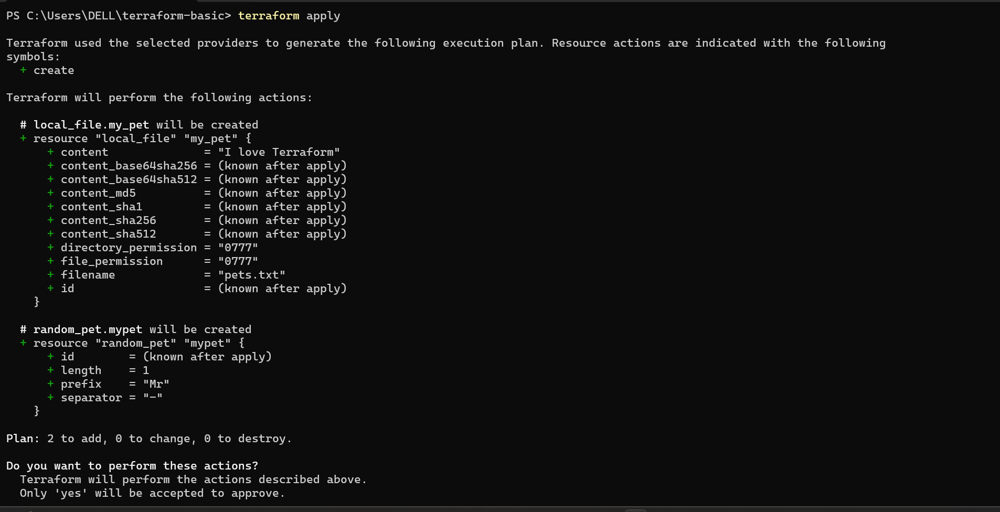 PS C:\Users\DELL\terraform-basic> terraform apply
Terraform used the selected providers to generate the following execution plan. Resource actions are indicated with the following
symbols:
  + create
Terraform will perform the following actions:
  # local_file.my_pet will be created
  + resource "local_file" "my_pet" {
      + content              = "I love Terraform"
      + content_base64sha256 = (known after apply)
      + content_base64sha512 = (known after apply)
      + content_md5          = (known after apply)
      + content_sha1         = (known after apply)
      + content_sha256       = (known after apply)
      + content_sha512       = (known after apply)
      + directory_permission = "0777"
      + file_permission      = "0777"
      + filename             = "pets.txt"
      + id                   = (known after apply)
    }
  # random_pet.mypet will be created
  + resource "random_pet" "mypet" {
      + id        = (known after apply)
      + length    = 1
      + prefix    = "Mr"
      + separator = "-"
    }
Plan: 2 to add, 0 to change, 0 to destroy.
Do you want to perform these actions?
  Terraform will perform the actions described above.
  Only 'yes' will be accepted to approve.